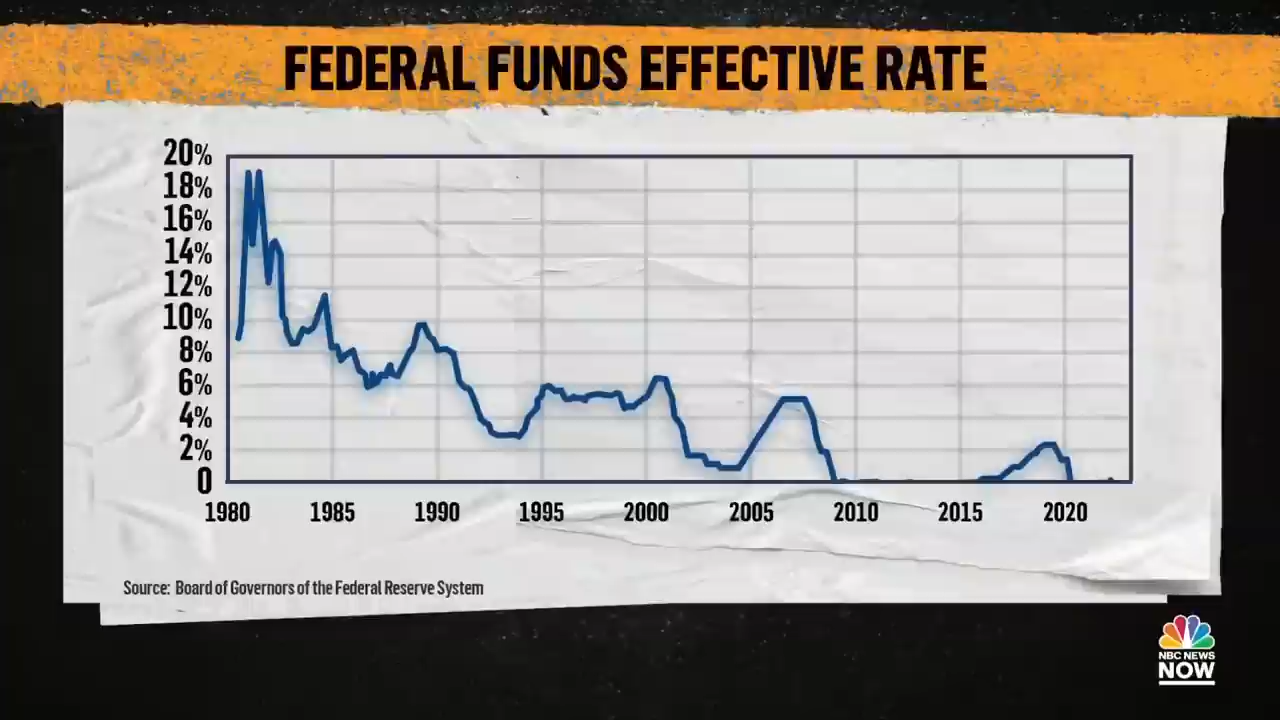 FEDERAL FUNDS EFFECTIVE RATE
20%
18%
16%
14%
12%
10%
8%
6%
4%
2%
0
1980 1985 1990 1995 2000 2005 2010 2015 2020
Source: Board of Governors of the Federal Reserve System
NBC NEWS
NOW